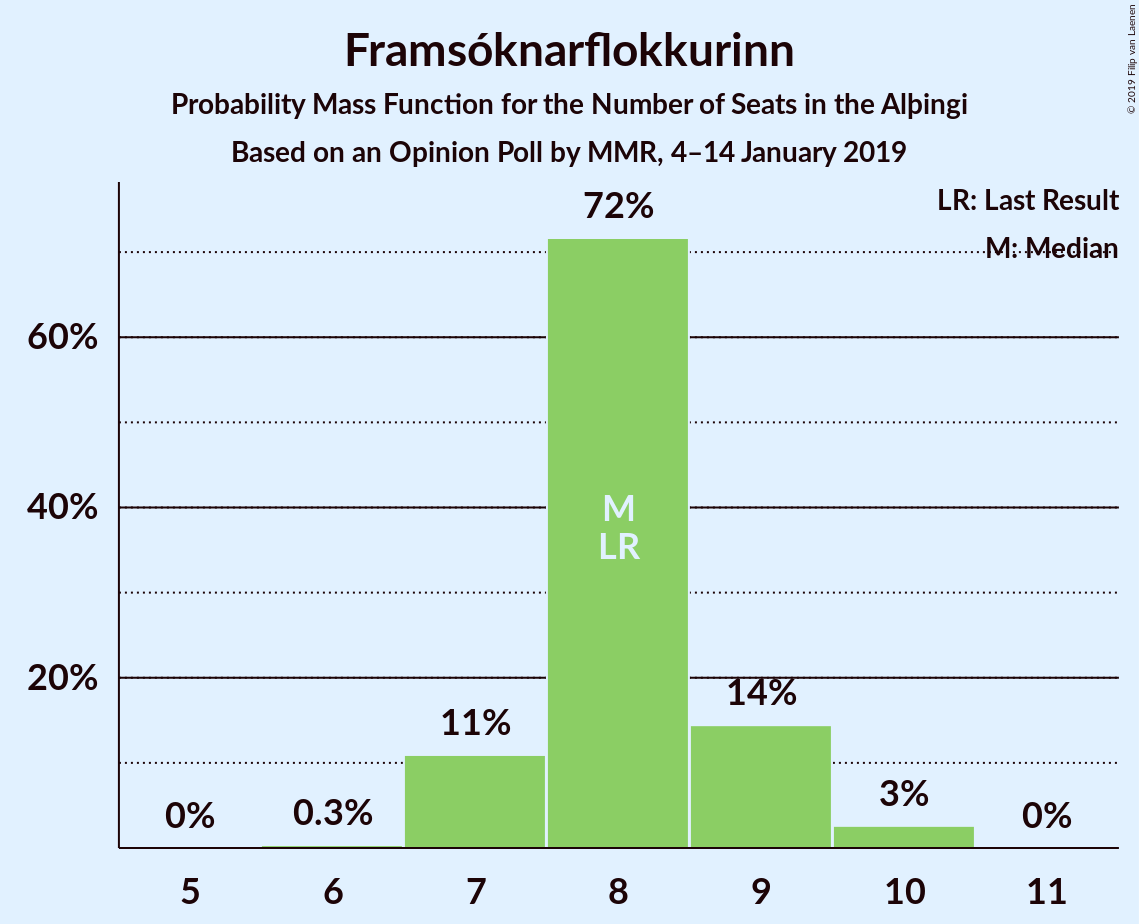 Framsóknarflokkurinn
Probability Mass Function for the Number of Seats in the Alþingi
Based on an Opinion Poll by MMR, 4–14 January 2019
© 2019 Filip van Laenen
LR: Last Result
M: Median
60%
40%
20%
0%
0.3%
11%
72%
14%
3%
0%
M
LR
5 6 7 8 9 10 11